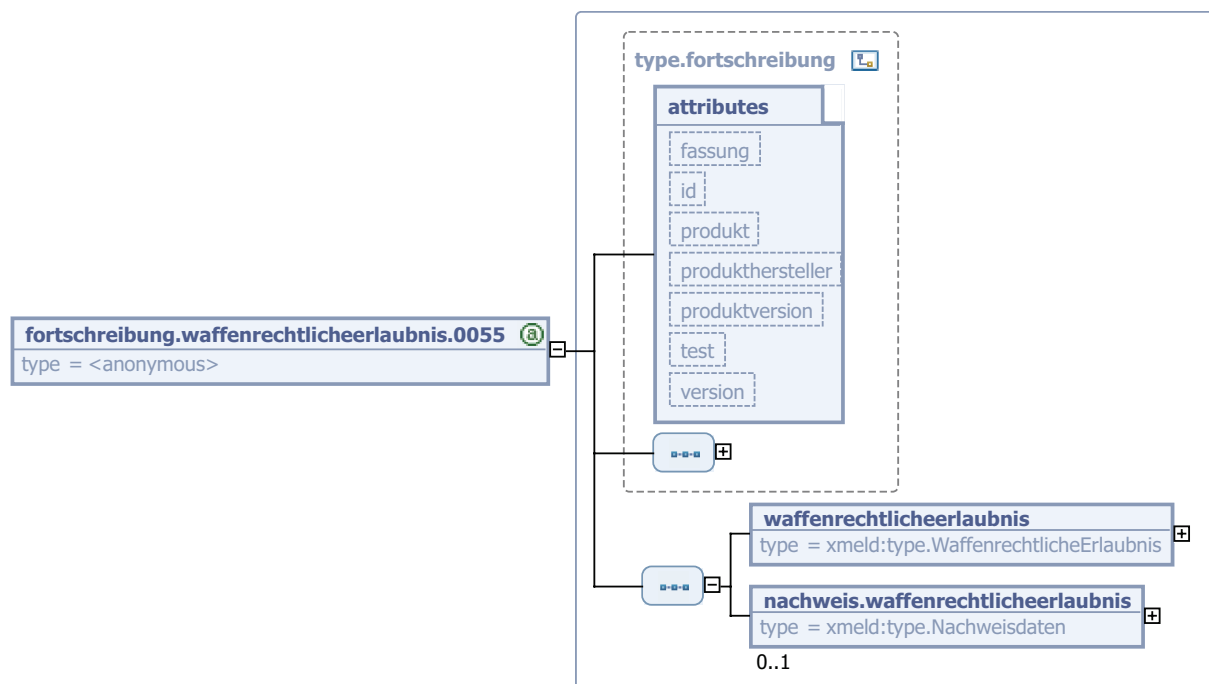 type.fortschreibung
attributes
fassung
id
produkt
produkthersteller
produktversion
test
version
fortschreibung.waffenrechtlicheerlaubnis.0055 @
type = <anonymous>
waffenrechtlicheerlaubnis
type = xmeld:type.WaffenrechtlicheErlaubnis
nachweis.waffenrechtlicheerlaubnis
type = xmeld:type.Nachweisdaten
0..1